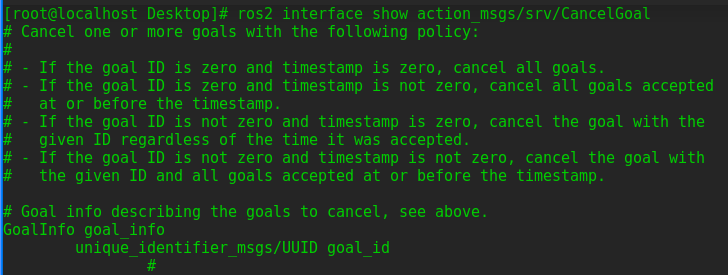 [root@localhost Desktop]# ros2 interface show action_msgs/srv/CancelGoal
# Cancel one or more goals with the following policy:
#
# - If the goal ID is zero and timestamp is zero, cancel all goals.
# - If the goal ID is zero and timestamp is not zero, cancel all goals accepted
#   at or before the timestamp.
# - If the goal ID is not zero and timestamp is zero, cancel the goal with the
#   given ID regardless of the time it was accepted.
# - If the goal ID is not zero and timestamp is not zero, cancel the goal with
#   the given ID and all goals accepted at or before the timestamp.

# Goal info describing the goals to cancel, see above.
GoalInfo goal_info
        unique_identifier_msgs/UUID goal_id
                #